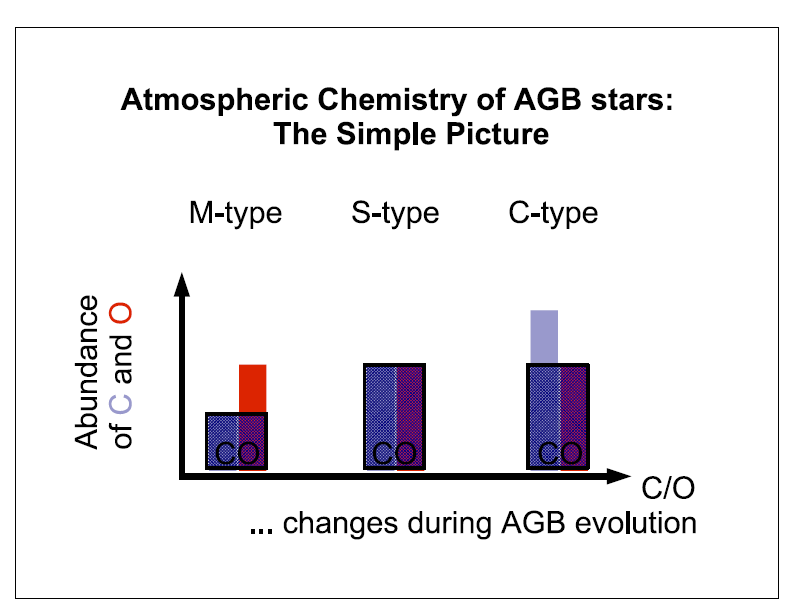 Atmospheric Chemistry of AGB stars:
The Simple Picture
M-type
S-type
C-type
Abundance
of C and O
CO
CO
CO
C/O
... changes during AGB evolution